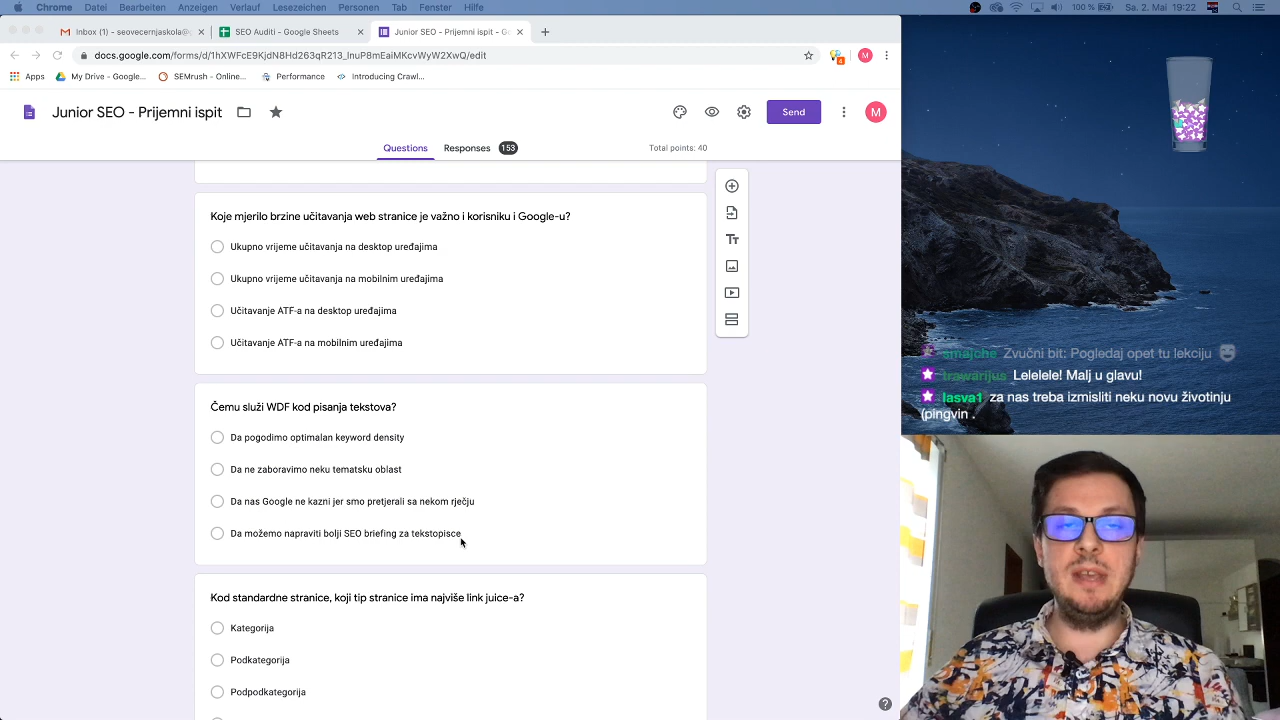 Chrome Datei Bearbeiten Anzeigen Verlauf Lesezeichen Personen Tab Fenster Hilfe
100 % Sa. 2. Mai 19:22
Inbox (1) - seovecernjaskola@g
SEO Auditi - Google Sheets
Junior SEO - Prijemni ispit - Go
docs.google.com/forms/d/1hXWFcE9KjdN8Hd263qR213_lnuP8mEaiMKcvWyW2XwQ/edit
M
Apps My Drive - Google... SEMrush - Online... Performance Introducing Crawl...
Junior SEO - Prijemni ispit
Send
M
Questions Responses 153 Total points: 40
Koje mjerilo brzine učitavanja web stranice je važno i korisniku i Google-u?
Ukupno vrijeme učitavanja na desktop uređajima
Ukupno vrijeme učitavanja na mobilnim uređajima
Učitavanje ATF-a na desktop uređajima
Učitavanje ATF-a na mobilnim uređajima
Čemu služi WDF kod pisanja tekstova?
Da pogodimo optimalan keyword density
Da ne zaboravimo neku tematsku oblast
Da nas Google ne kazni jer smo pretjerali sa nekom rječju
Da možemo napraviti bolji SEO briefing za tekstopisce
Kod standardne stranice, koji tip stranice ima najviše link juice-a?
Kategorija
Podkategorija
Podpodkategorija
smajche Zvučni bit: Pogledaj opet tu lekciju
trawarijus Lelelele! Malj u glavu!
lasva1 za nas treba izmisliti neku novu životinju
(pingvin .